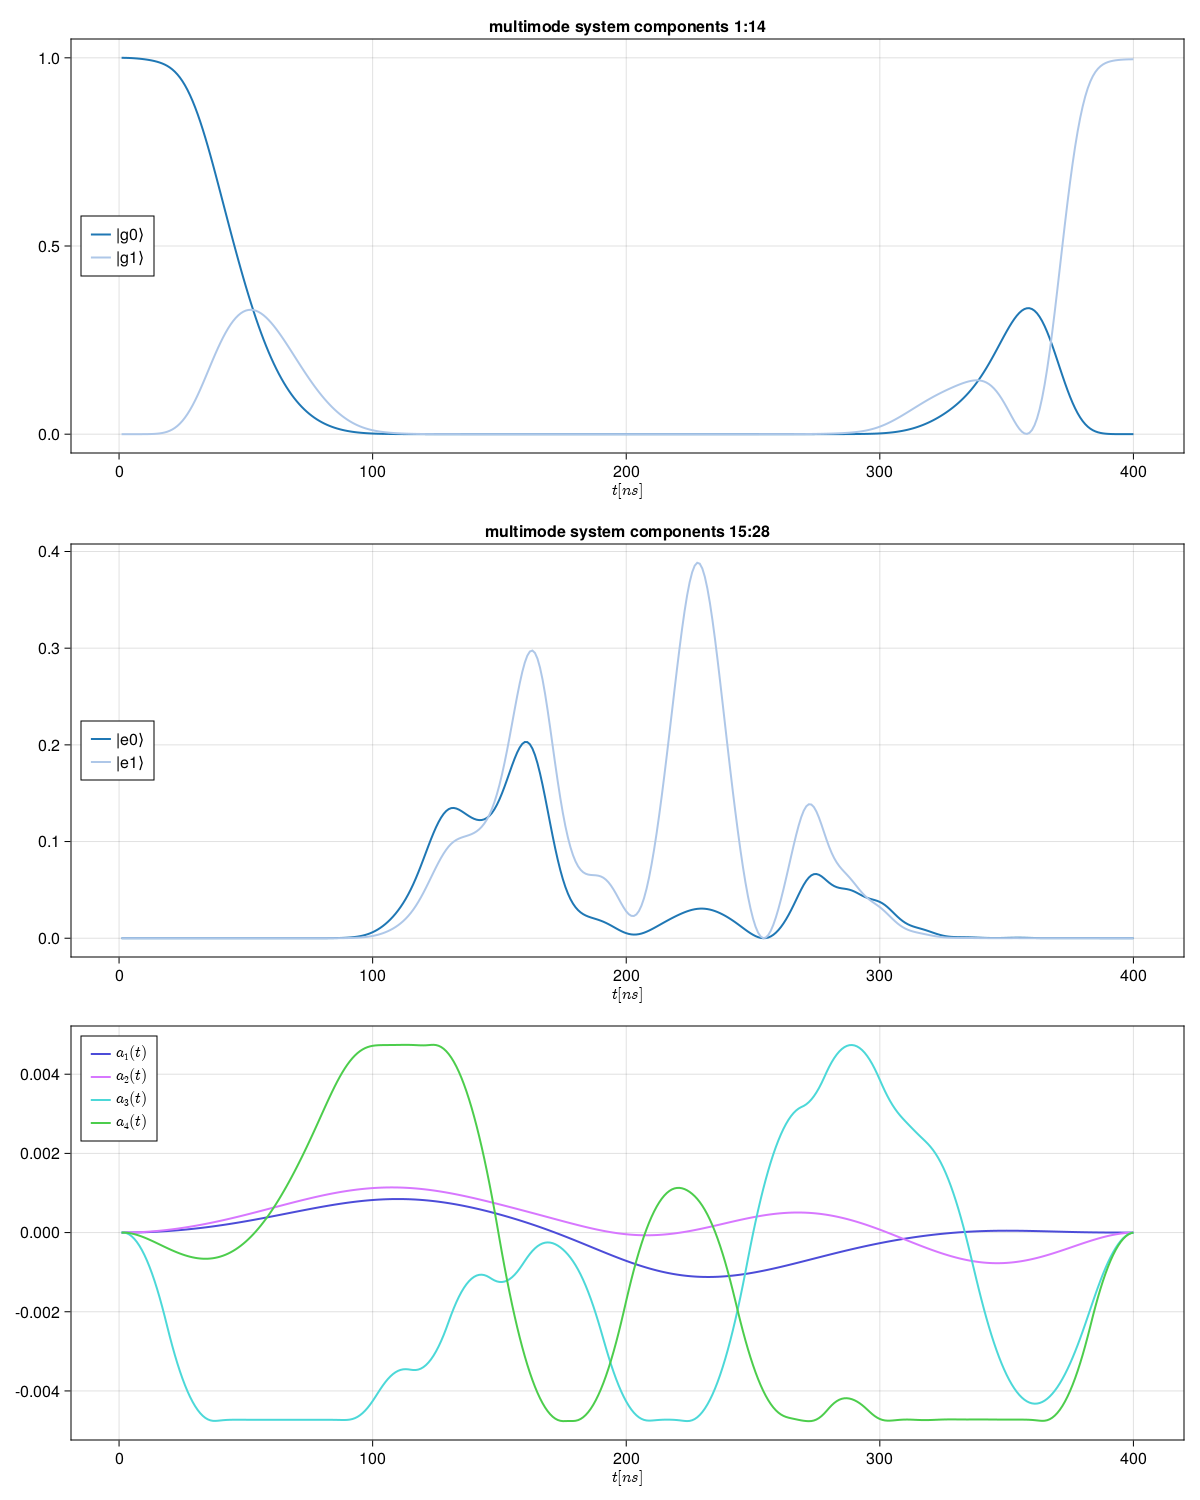 multimode system components 1:14
1.0
0.5
0.0
|g0⟩
|g1⟩
0 100 200 300 400
t[ns]
multimode system components 15:28
0.4
0.3
0.2
0.1
0.0
|e0⟩
|e1⟩
0 100 200 300 400
t[ns]
0.004
0.002
0.000
-0.002
-0.004
a₁(t)
a₂(t)
a₃(t)
a₄(t)
0 100 200 300 400
t[ns]